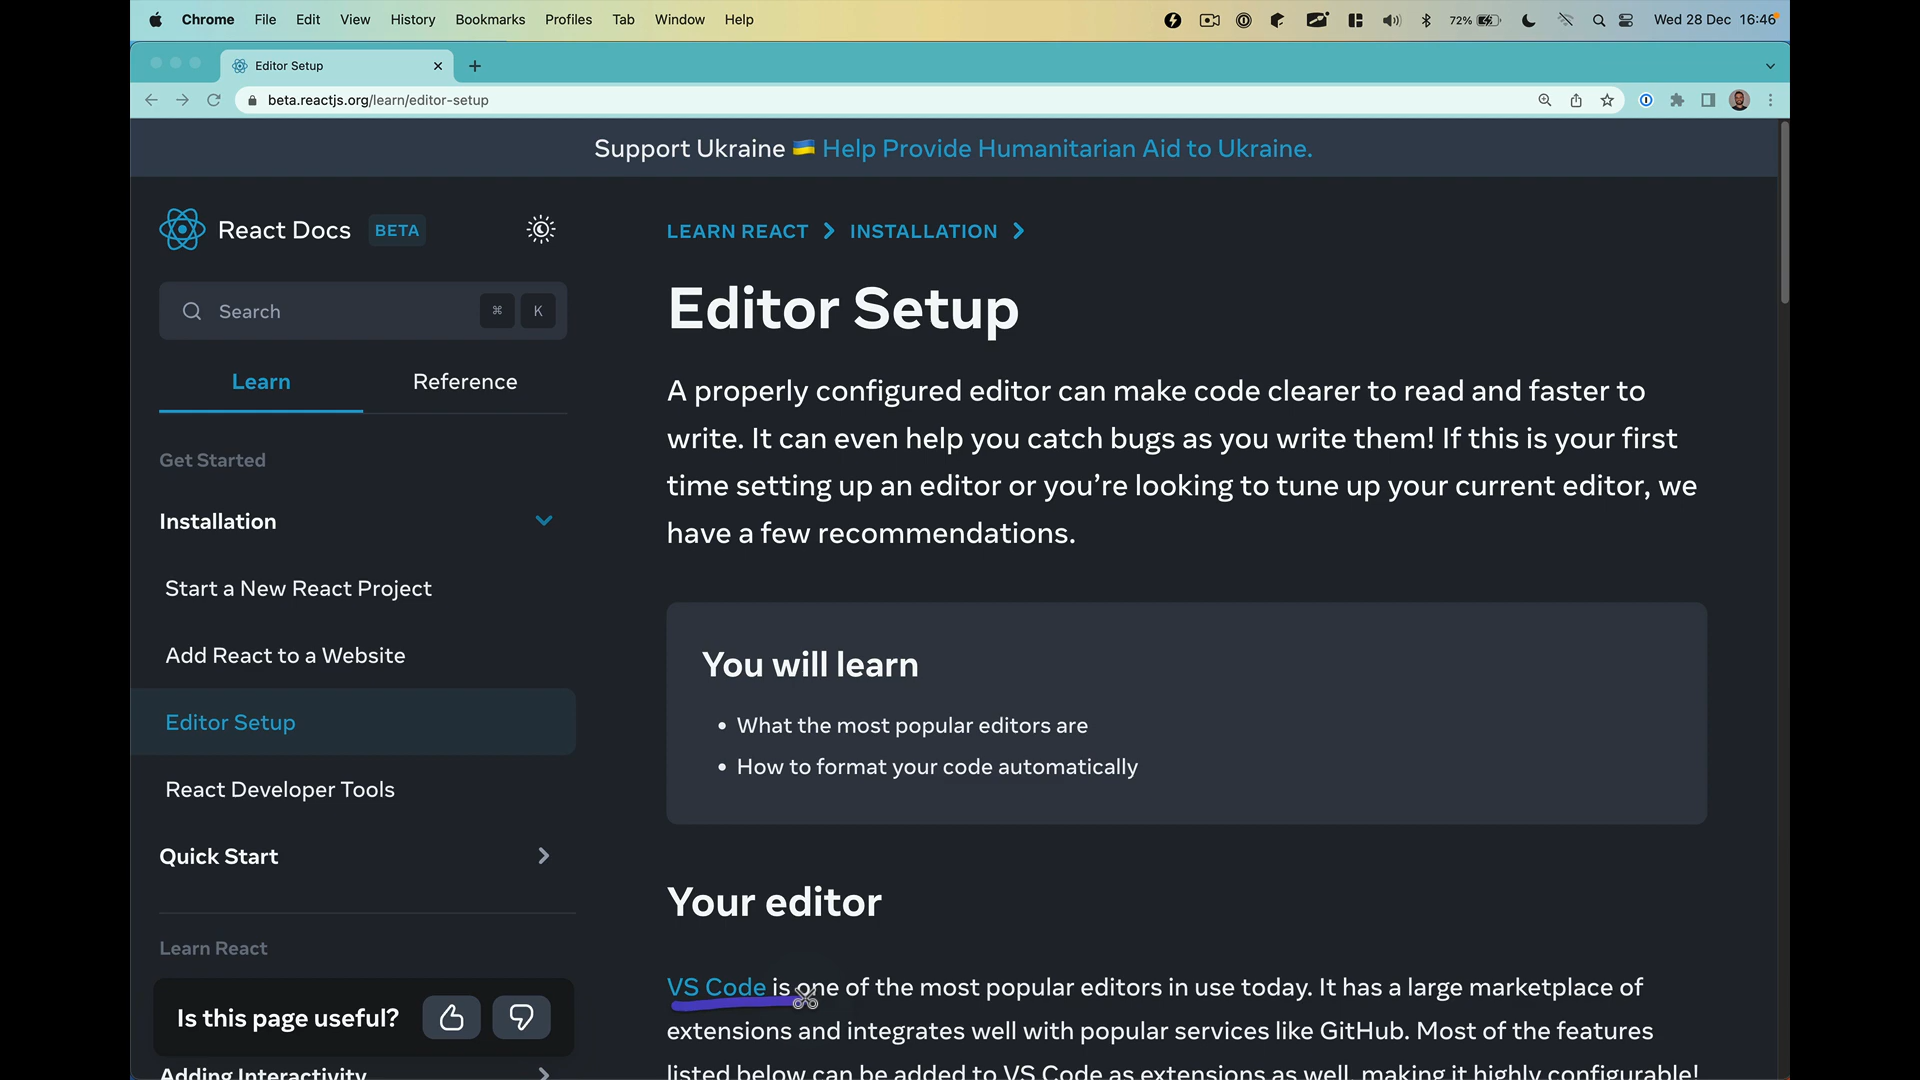 Chrome File Edit View History Bookmarks Profiles Tab Window Help 72% Wed 28 Dec 16:46
Editor Setup
beta.reactjs.org/learn/editor-setup
Support Ukraine 🇺🇦 Help Provide Humanitarian Aid to Ukraine.
React Docs BETA
Search ⌘ K
Learn Reference
Get Started
Installation
Start a New React Project
Add React to a Website
Editor Setup
React Developer Tools
Quick Start
Learn React
Is this page useful?
Adding Interactivity
LEARN REACT INSTALLATION
Editor Setup
A properly configured editor can make code clearer to read and faster to
write. It can even help you catch bugs as you write them! If this is your first
time setting up an editor or you’re looking to tune up your current editor, we
have a few recommendations.
You will learn
• What the most popular editors are
• How to format your code automatically
Your editor
VS Code is one of the most popular editors in use today. It has a large marketplace of
extensions and integrates well with popular services like GitHub. Most of the features
listed below can be added to VS Code as extensions as well, making it highly configurable!